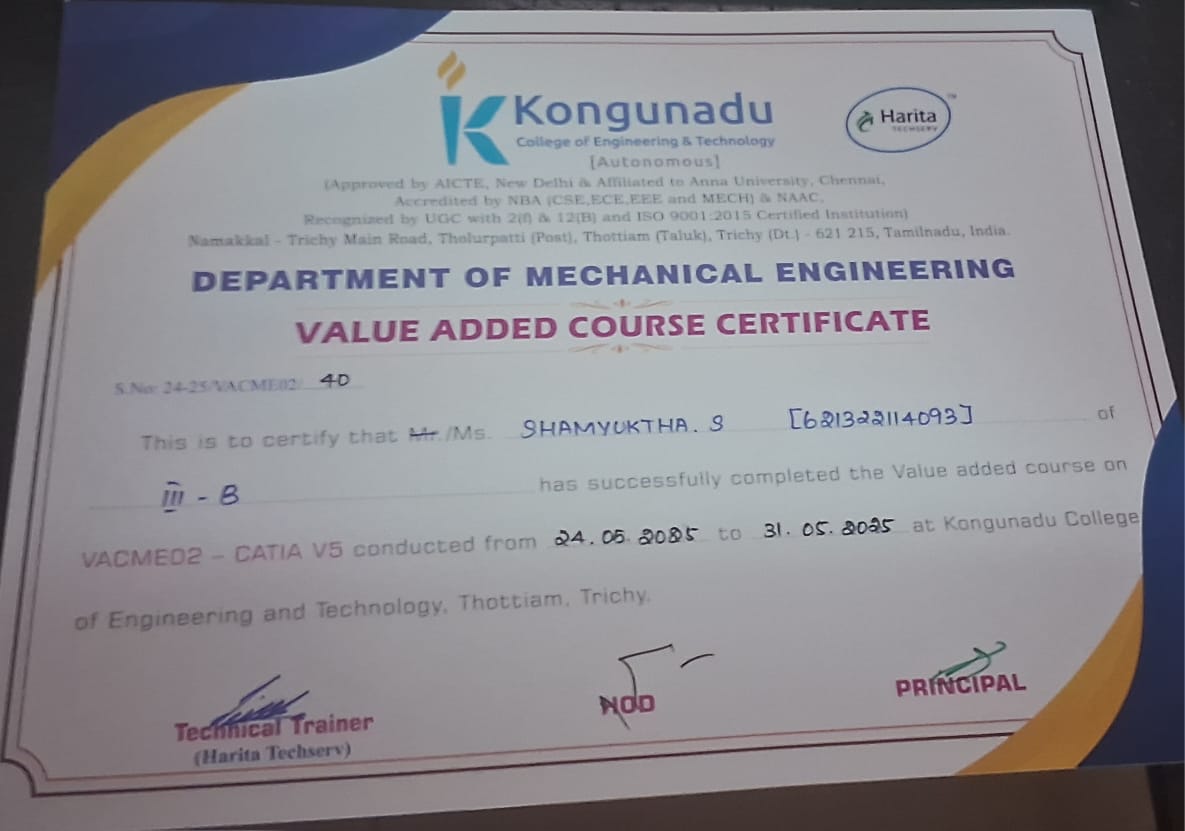 Kongunadu
College of Engineering & Technology
[Autonomous]
Harita
TECHSERV
TM
(Approved by AICTE, New Delhi & Affiliated to Anna University, Chennai,
Accredited by NBA (CSE,ECE,EEE and MECH) & NAAC,
Recognized by UGC with 2(f) & 12(B) and ISO 9001:2015 Certified Institution)
Namakkal - Trichy Main Road, Tholurpatti (Post), Thottiam (Taluk), Trichy (Dt.) - 621 215, Tamilnadu, India.
DEPARTMENT OF MECHANICAL ENGINEERING
VALUE ADDED COURSE CERTIFICATE
S.No: 24-25/VACME02/ 40
This is to certify that Mr./Ms. SHAMYUKTHA. S [621322114093] of
III - B has successfully completed the Value added course on
VACME02 - CATIA V5 conducted from 24.05.2025 to 31.05.2025 at Kongunadu College
of Engineering and Technology, Thottiam, Trichy.
Technical Trainer
(Harita Techserv)
HOD
PRINCIPAL